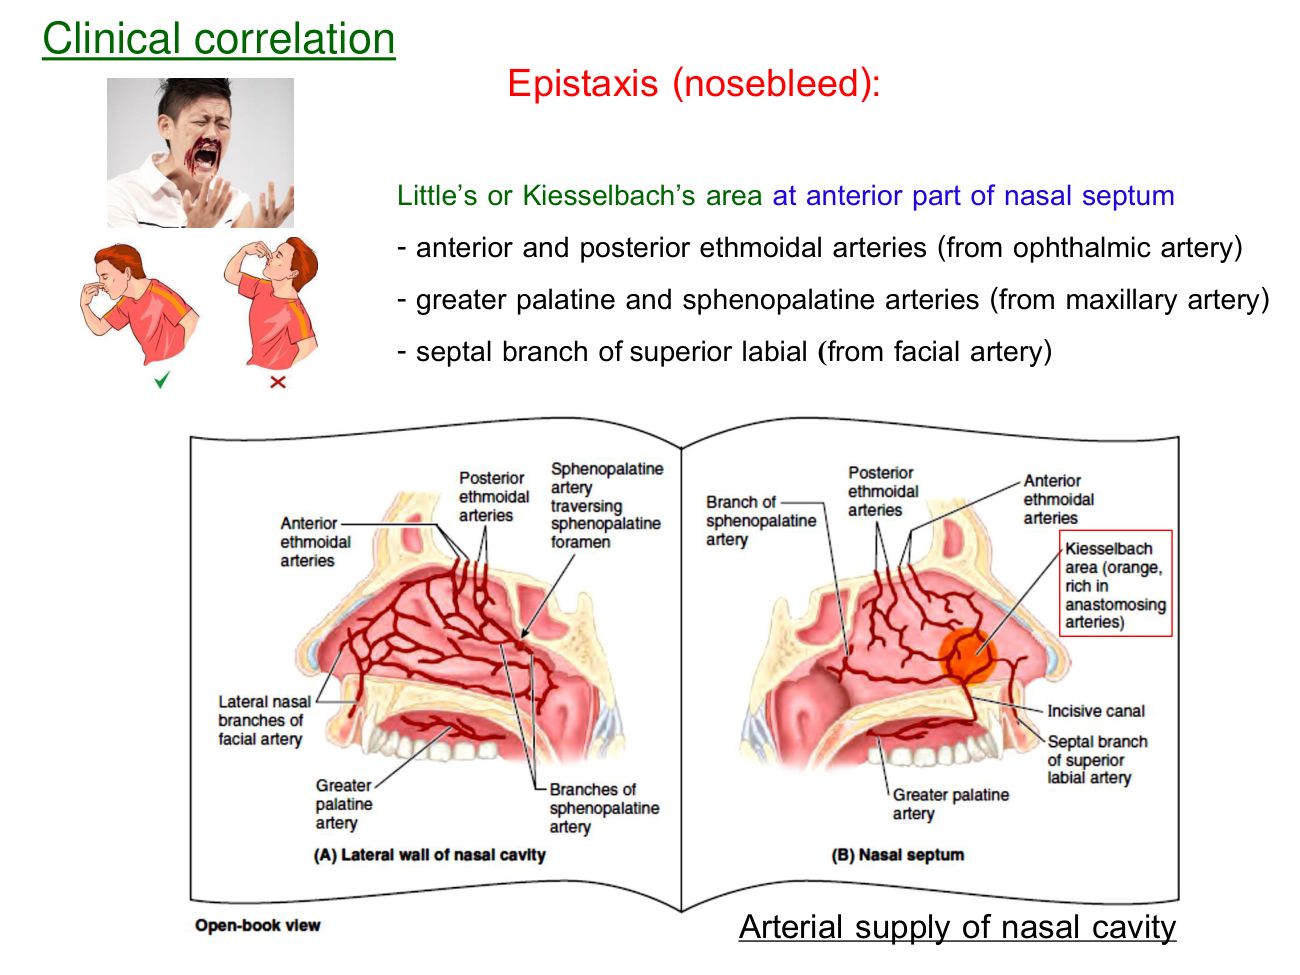 Clinical correlation
Epistaxis (nosebleed):
Little’s or Kiesselbach’s area at anterior part of nasal septum
- anterior and posterior ethmoidal arteries (from ophthalmic artery)
- greater palatine and sphenopalatine arteries (from maxillary artery)
- septal branch of superior labial (from facial artery)
Anterior
ethmoidal
arteries
Posterior
ethmoidal
arteries
Sphenopalatine
artery
traversing
sphenopalatine
foramen
Lateral nasal
branches of
facial artery
Greater
palatine
artery
Branches of
sphenopalatine
artery
(A) Lateral wall of nasal cavity
Branch of
sphenopalatine
artery
Posterior
ethmoidal
arteries
Anterior
ethmoidal
arteries
Kiesselbach
area (orange,
rich in
anastomosing
arteries)
Incisive canal
Septal branch
of superior
labial artery
Greater palatine
artery
(B) Nasal septum
Open-book view
Arterial supply of nasal cavity